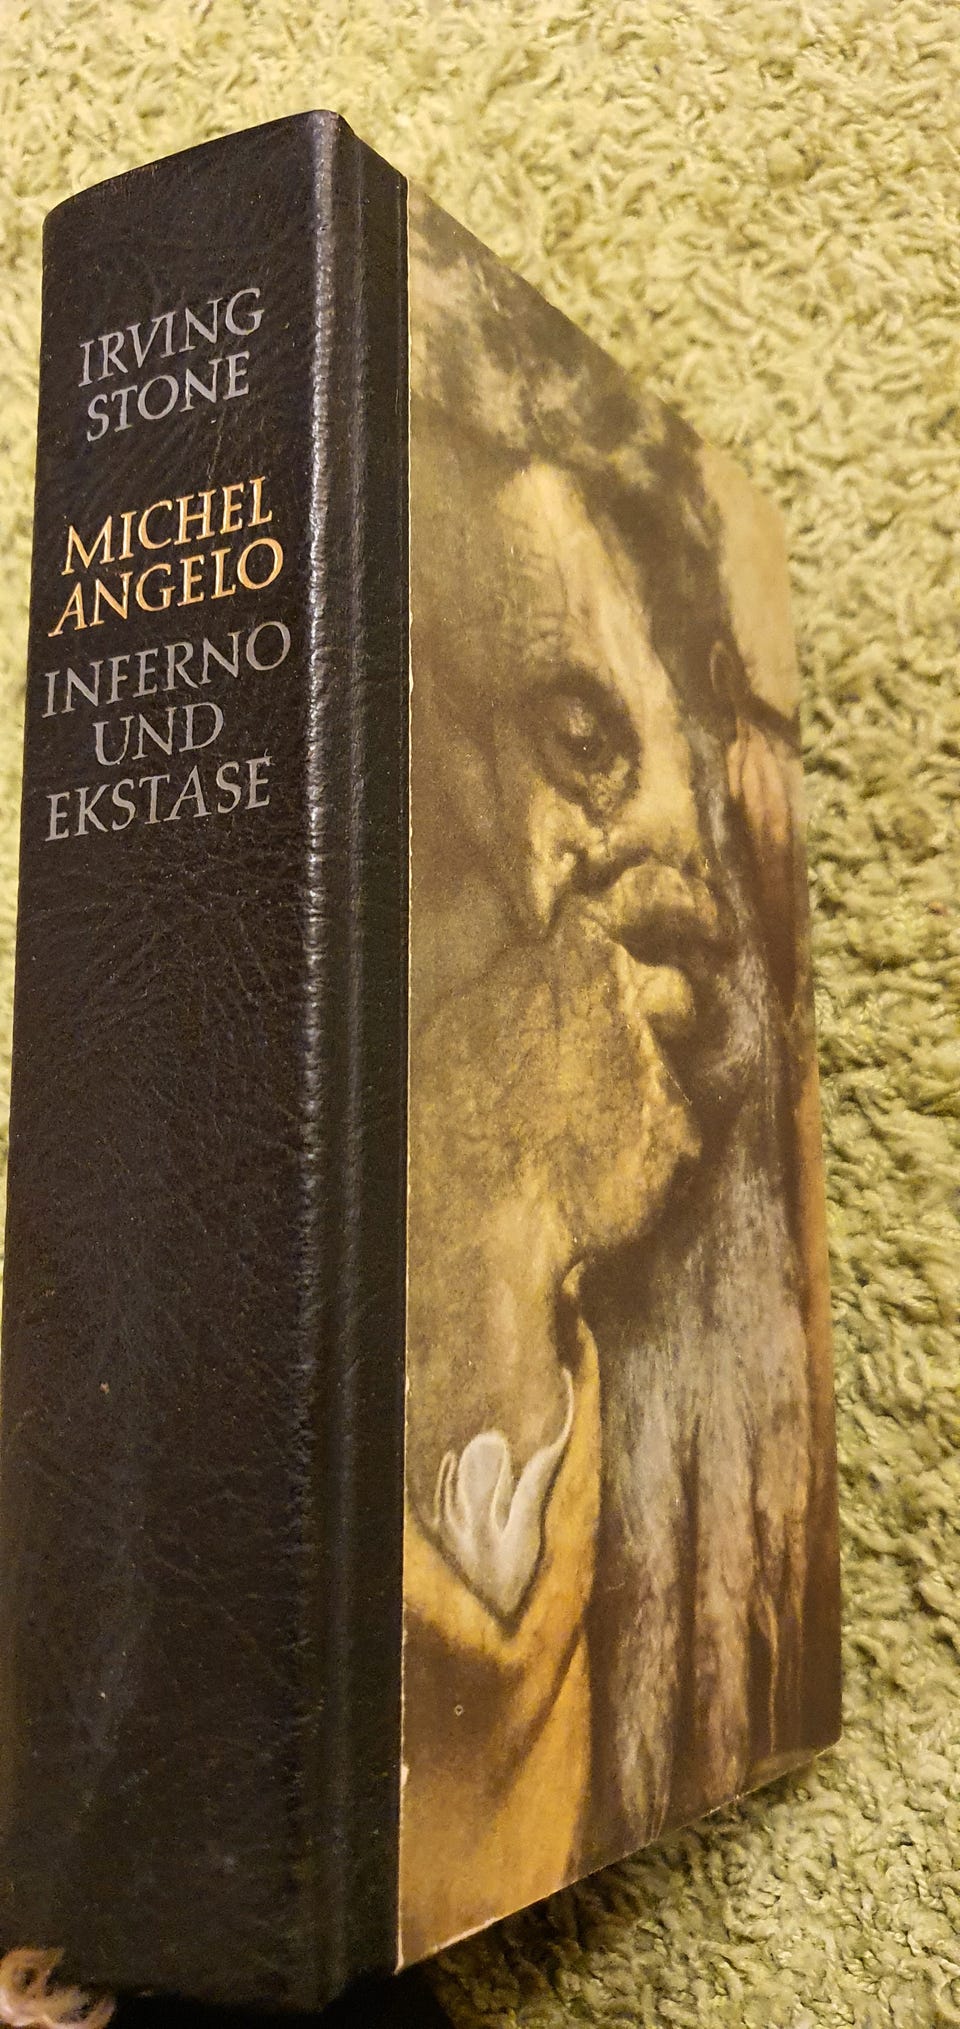 IRVING
STONE
MICHEL
ANGELO
INFERNO
UND
EKSTASE